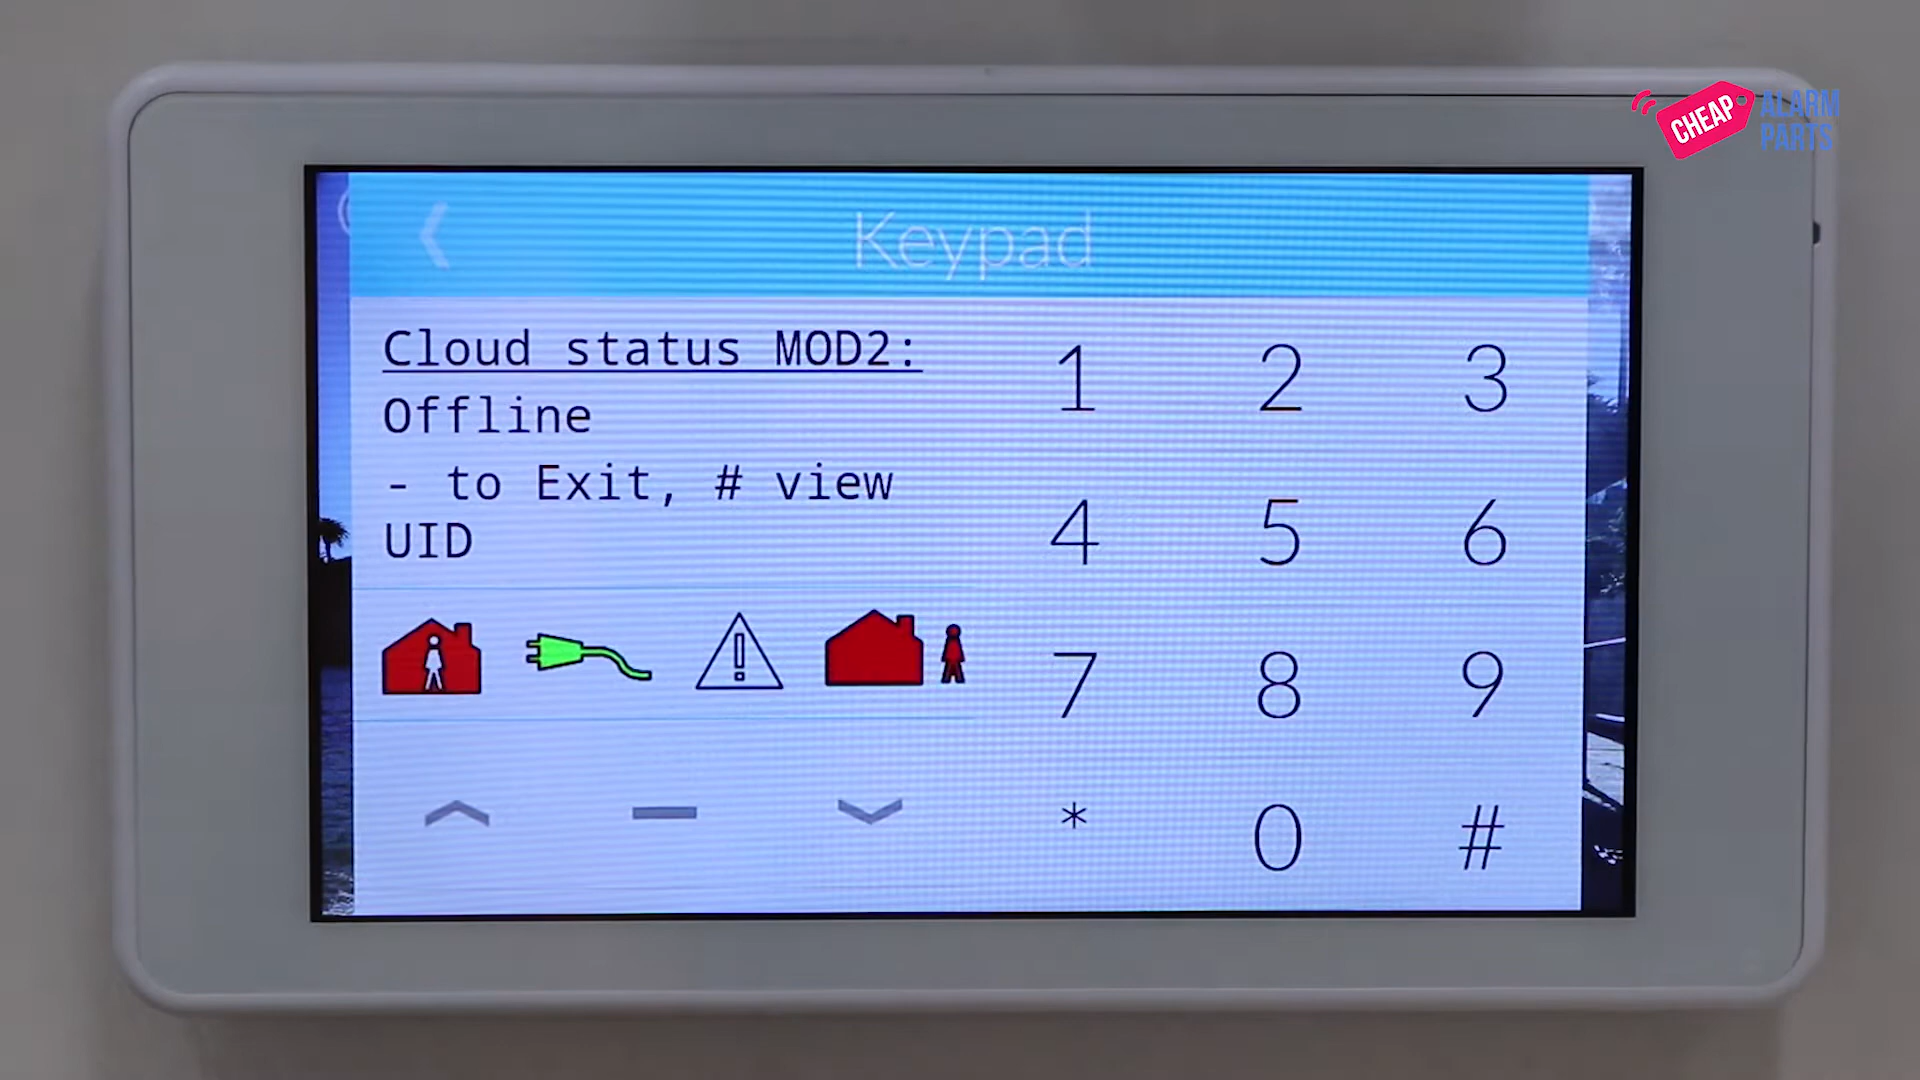 CHEAP ALARM PARTS
Keypad
Cloud status MOD2:
Offline
- to Exit, # view
UID
1 2 3
4 5 6
7 8 9
* 0 #